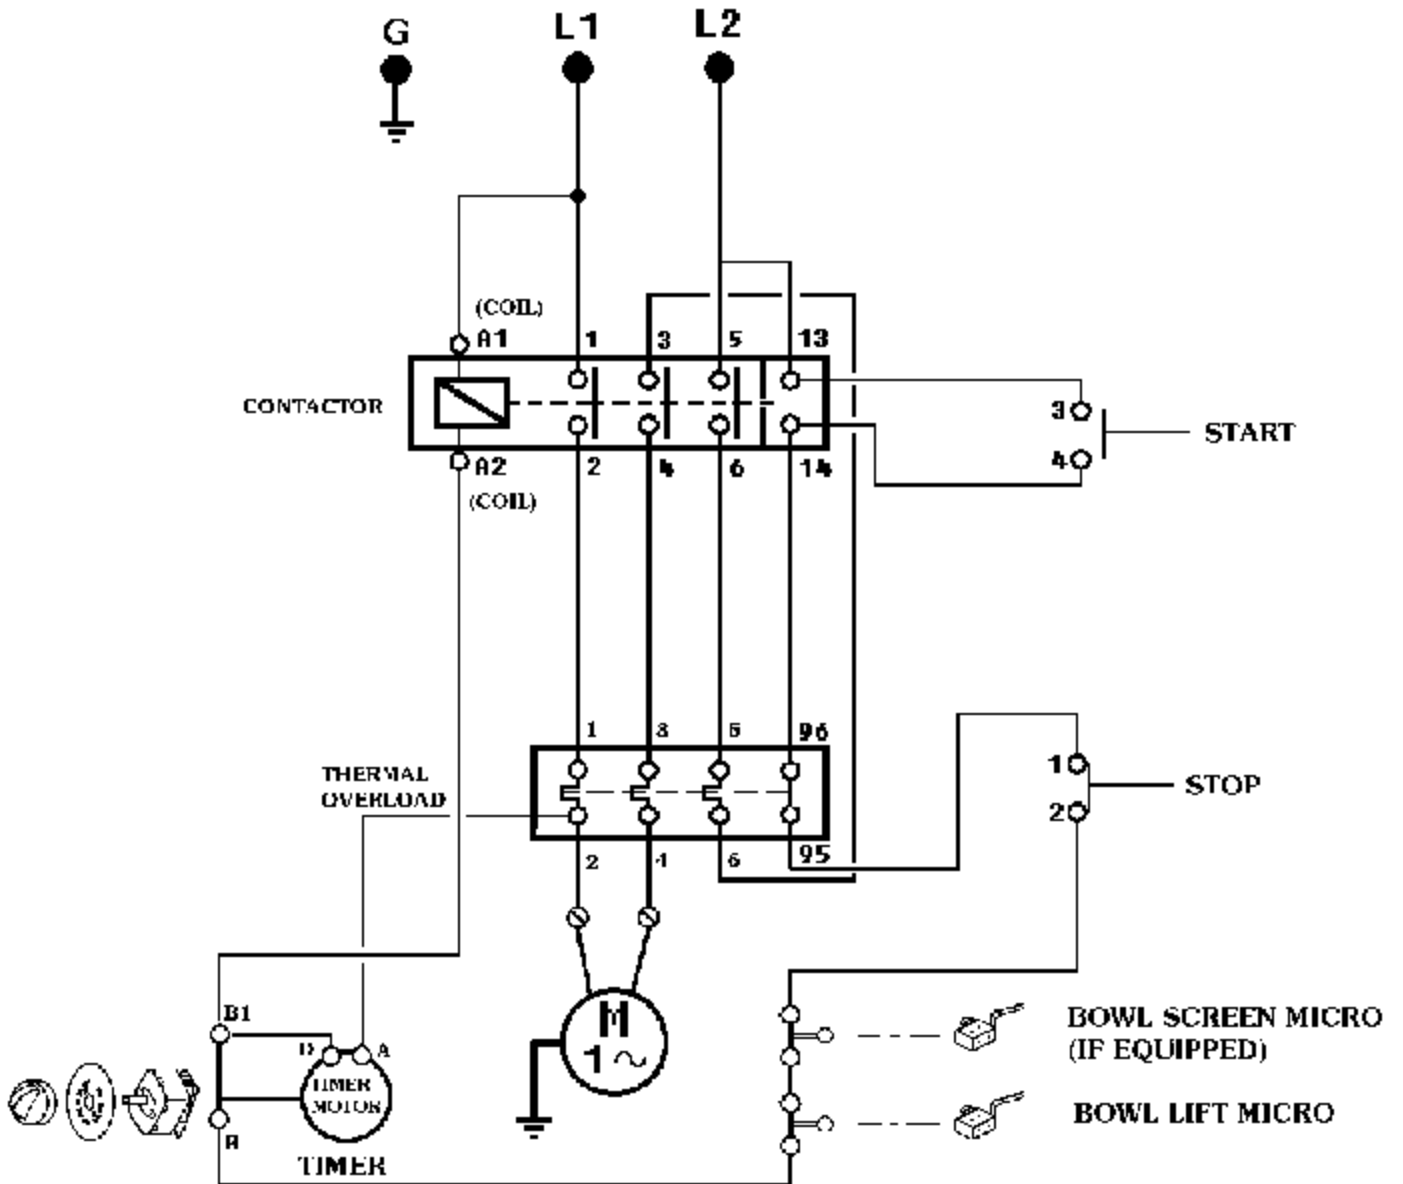 G
L1
L2
(COIL)
A1
1
3
5
13
CONTACTOR
3
START
4
A2
2
4
6
14
(COIL)
1
3
5
96
1
THERMAL
OVERLOAD
STOP
2
2
4
6
95
B1
D
A
M
1~
BOWL SCREEN MICRO
(IF EQUIPPED)
TIMER
MOTOR
BOWL LIFT MICRO
TIMER